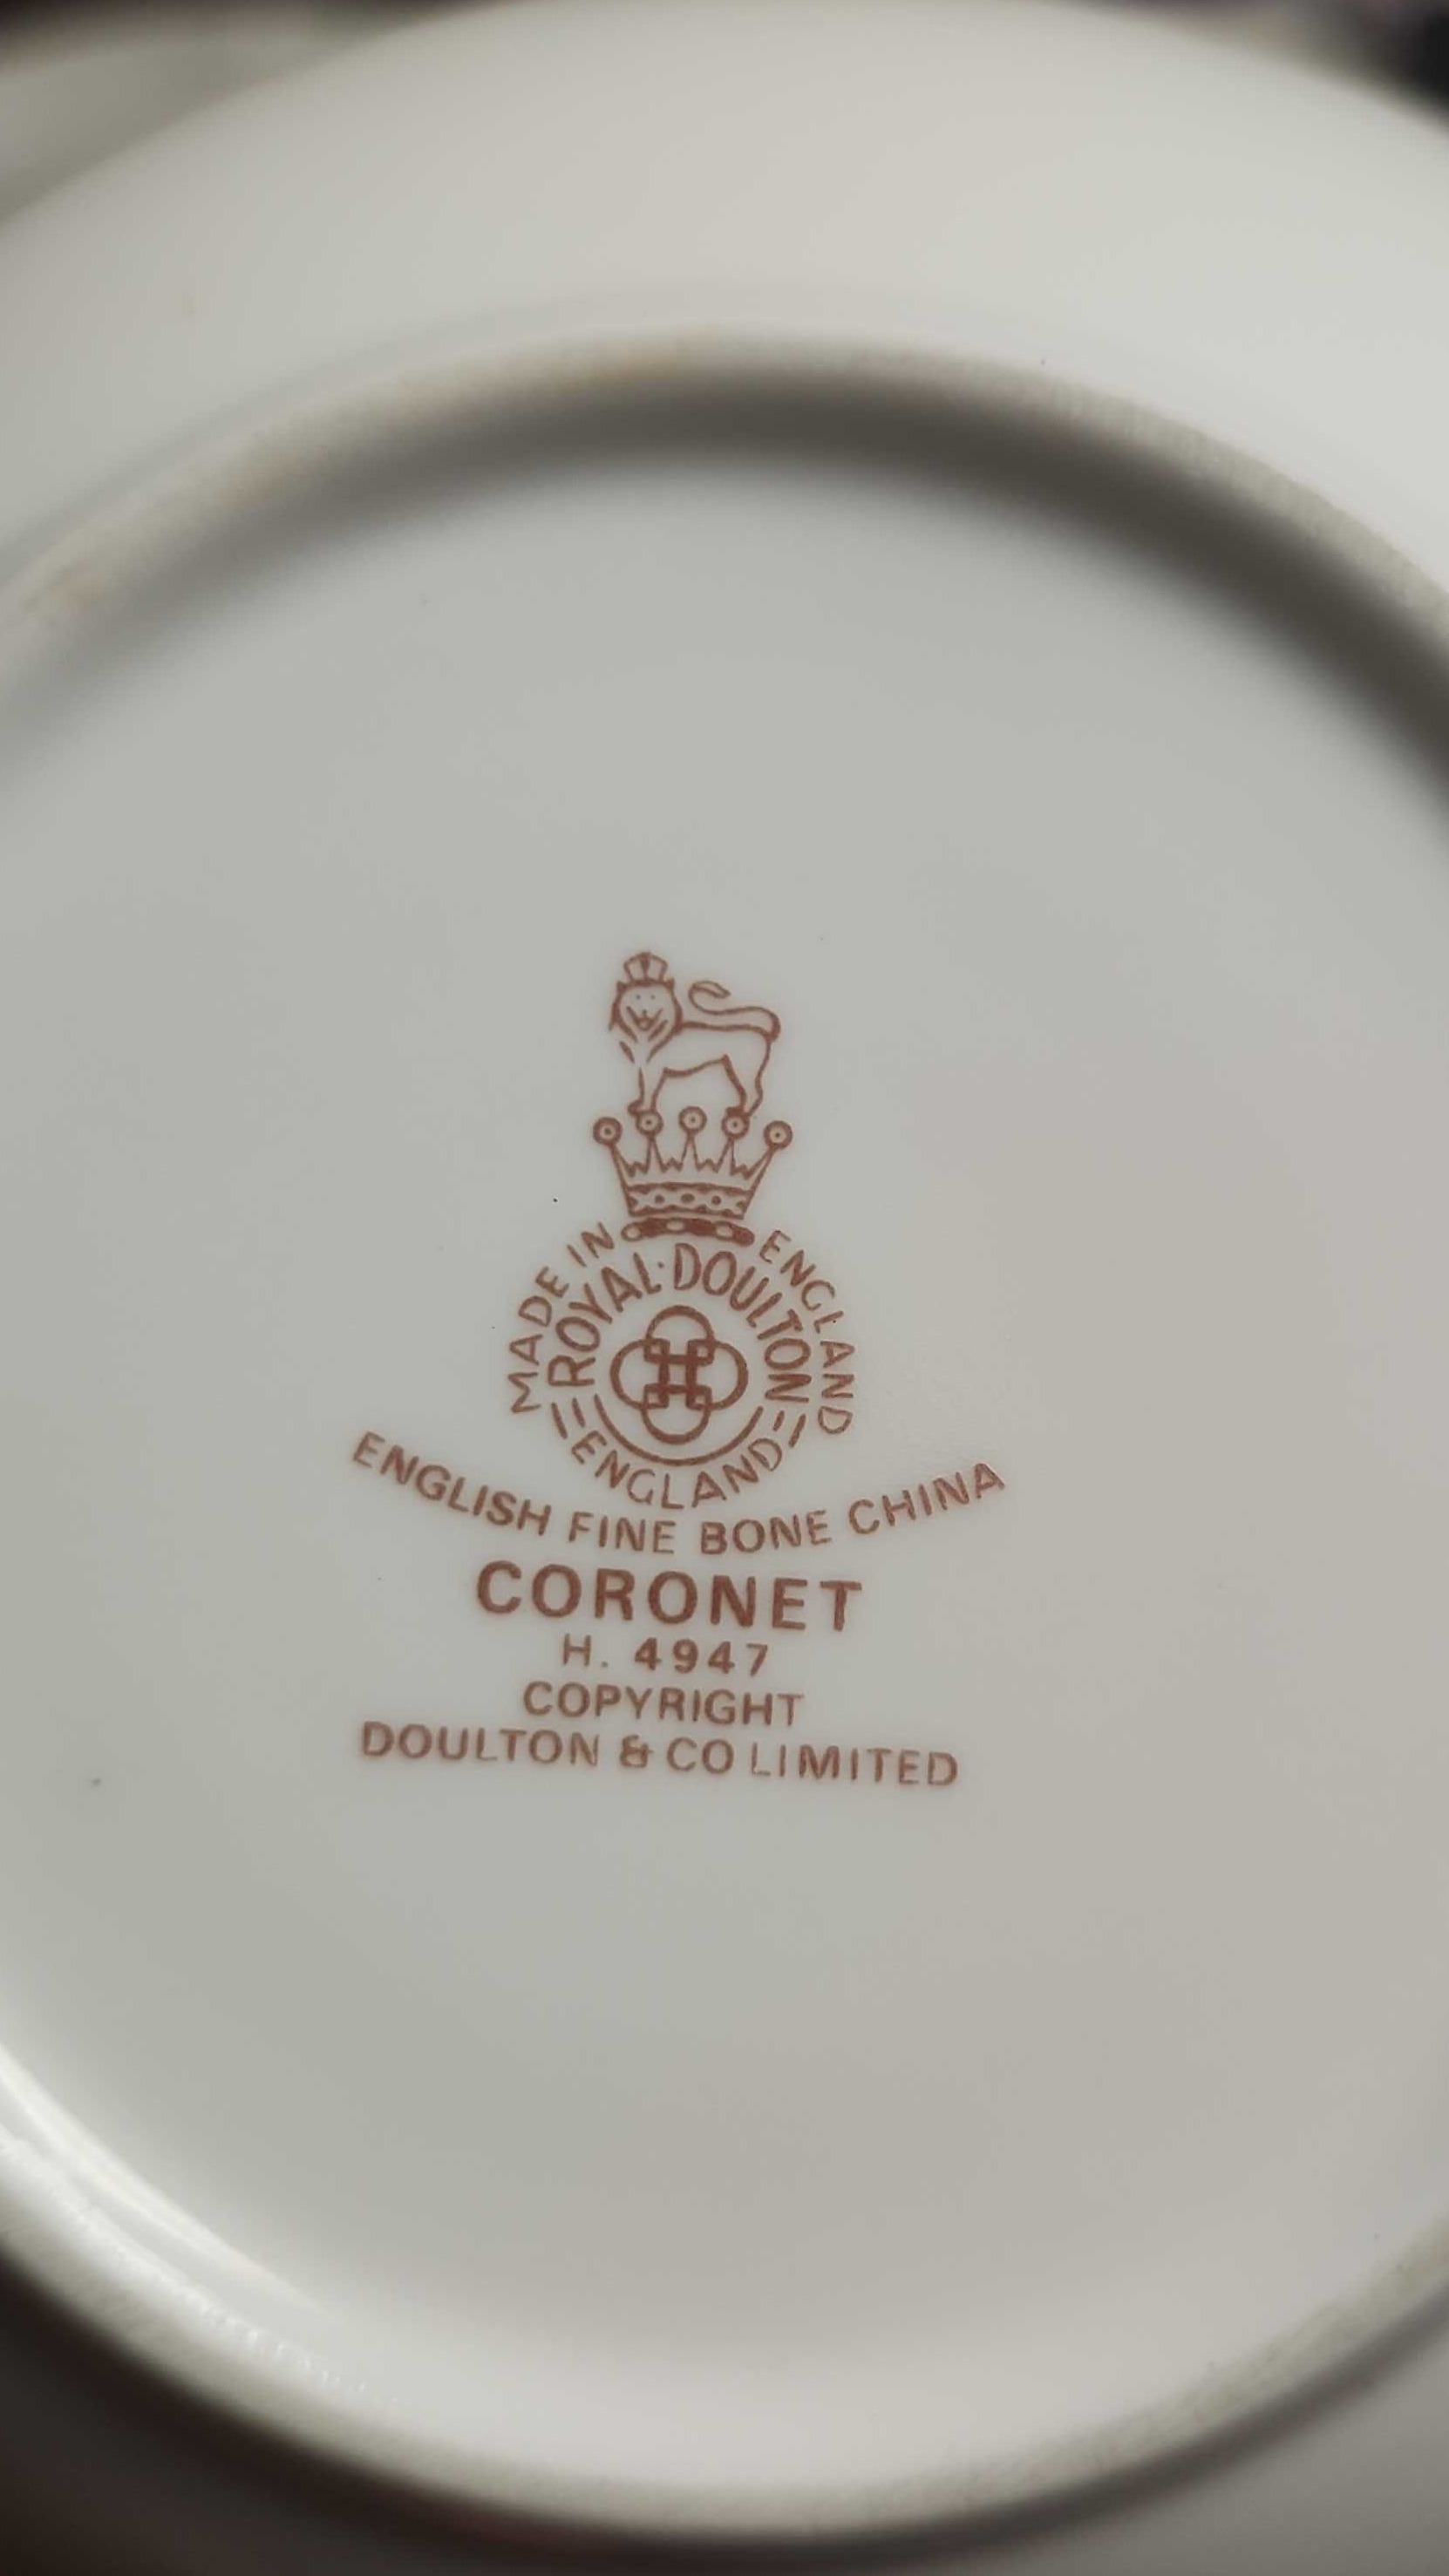 MADE IN ENGLAND
ROYAL·DOULTON
ENGLAND
ENGLISH FINE BONE CHINA
CORONET
H. 4947
COPYRIGHT
DOULTON & CO LIMITED